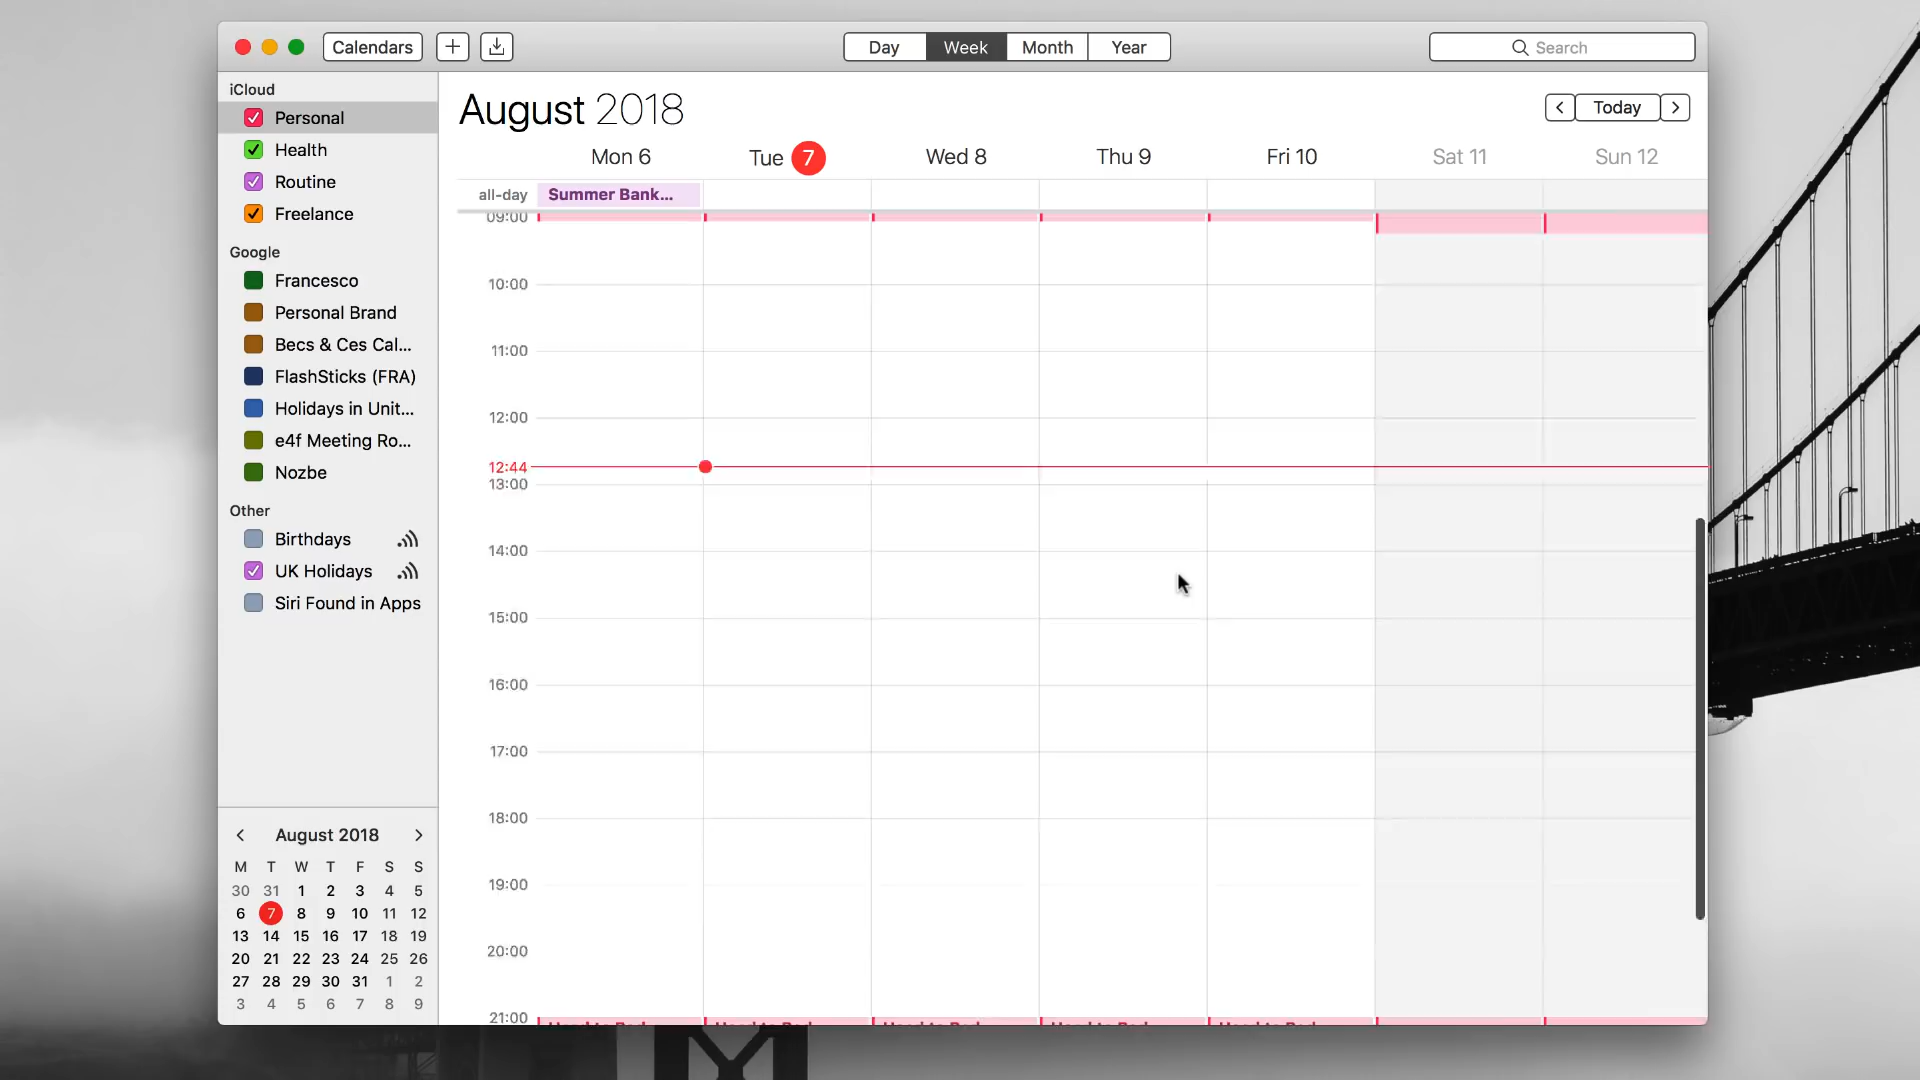 Calendars
Day Week Month Year
Search
iCloud
Personal
Health
Routine
Freelance
Google
Francesco
Personal Brand
Becs & Ces Cal...
FlashSticks (FRA)
Holidays in Unit...
e4f Meeting Ro...
Nozbe
Other
Birthdays
UK Holidays
Siri Found in Apps
August 2018
M T W T F S S
30 31 1 2 3 4 5
6 7 8 9 10 11 12
13 14 15 16 17 18 19
20 21 22 23 24 25 26
27 28 29 30 31 1 2
3 4 5 6 7 8 9
August 2018
Today
Mon 6 Tue 7 Wed 8 Thu 9 Fri 10 Sat 11 Sun 12
all-day Summer Bank...
09:00
10:00
11:00
12:00
12:44
13:00
14:00
15:00
16:00
17:00
18:00
19:00
20:00
21:00